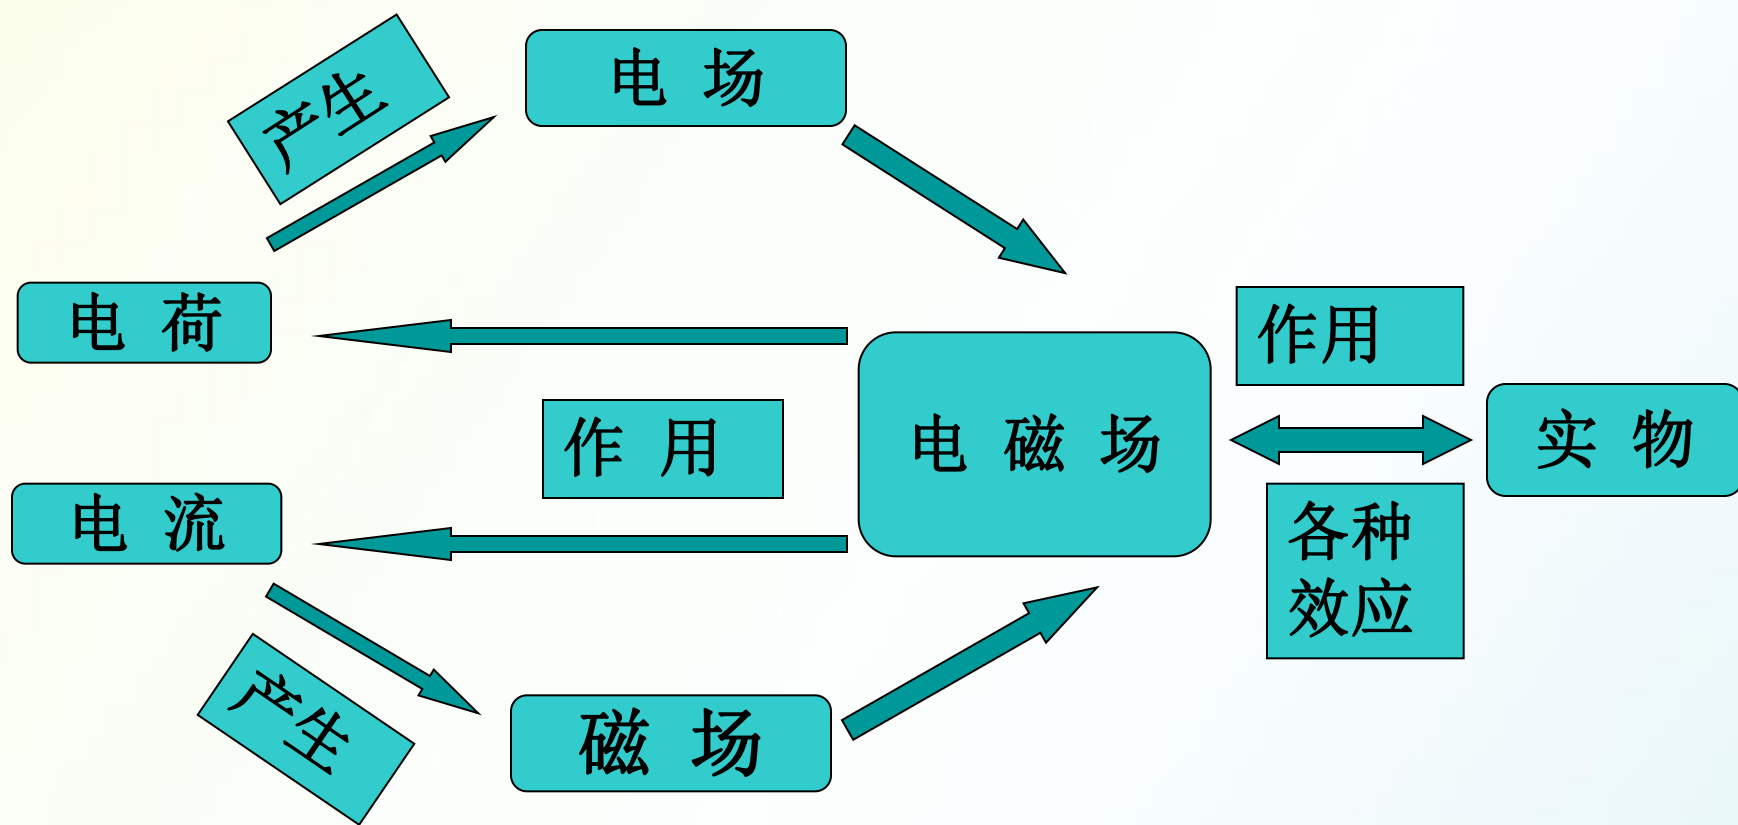 产生
电 场
电 荷
作用
作 用
电 磁 场
实 物
电 流
各种
效应
产生
磁 场